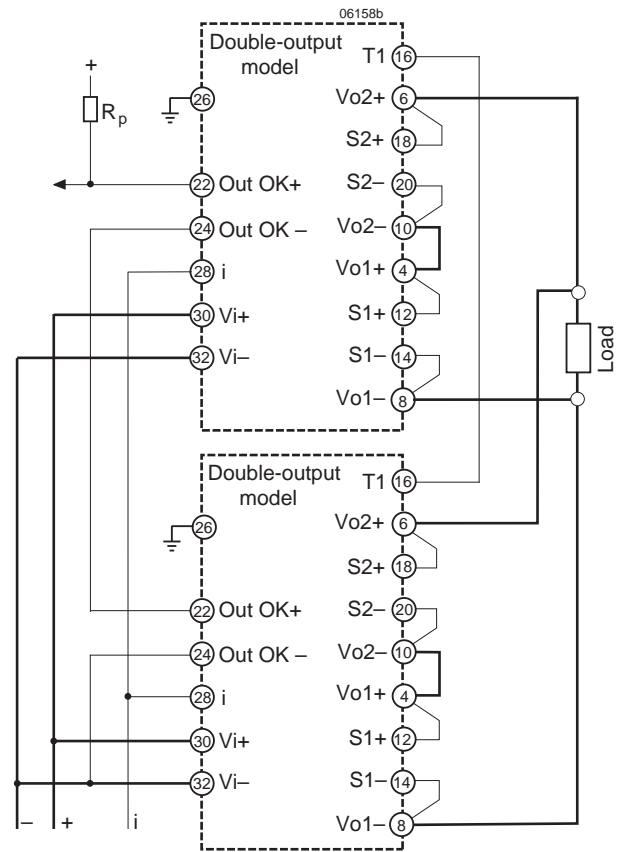 06158b
Double-output
model
T1 16
26
Vo2+ 6
+
Rp
S2+ 18
22 Out OK+
S2– 20
24 Out OK –
Vo2– 10
28 i
Vo1+ 4
30 Vi+
S1+ 12
32 Vi–
S1– 14
Load
Vo1– 8
Double-output
model
T1 16
26
Vo2+ 6
S2+ 18
22 Out OK+
S2– 20
24 Out OK –
Vo2– 10
28 i
Vo1+ 4
30 Vi+
S1+ 12
32 Vi–
S1– 14
– + i
Vo1– 8